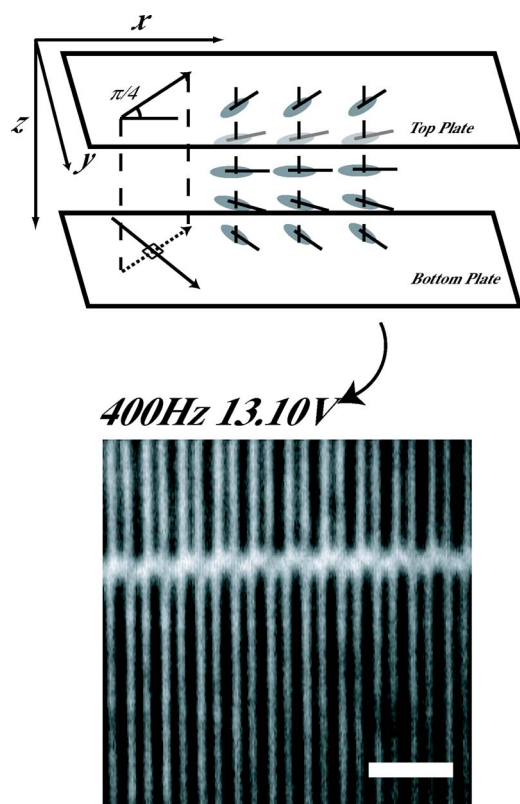 x
π/4
z
y
Top Plate
Bottom Plate
400Hz 13.10V